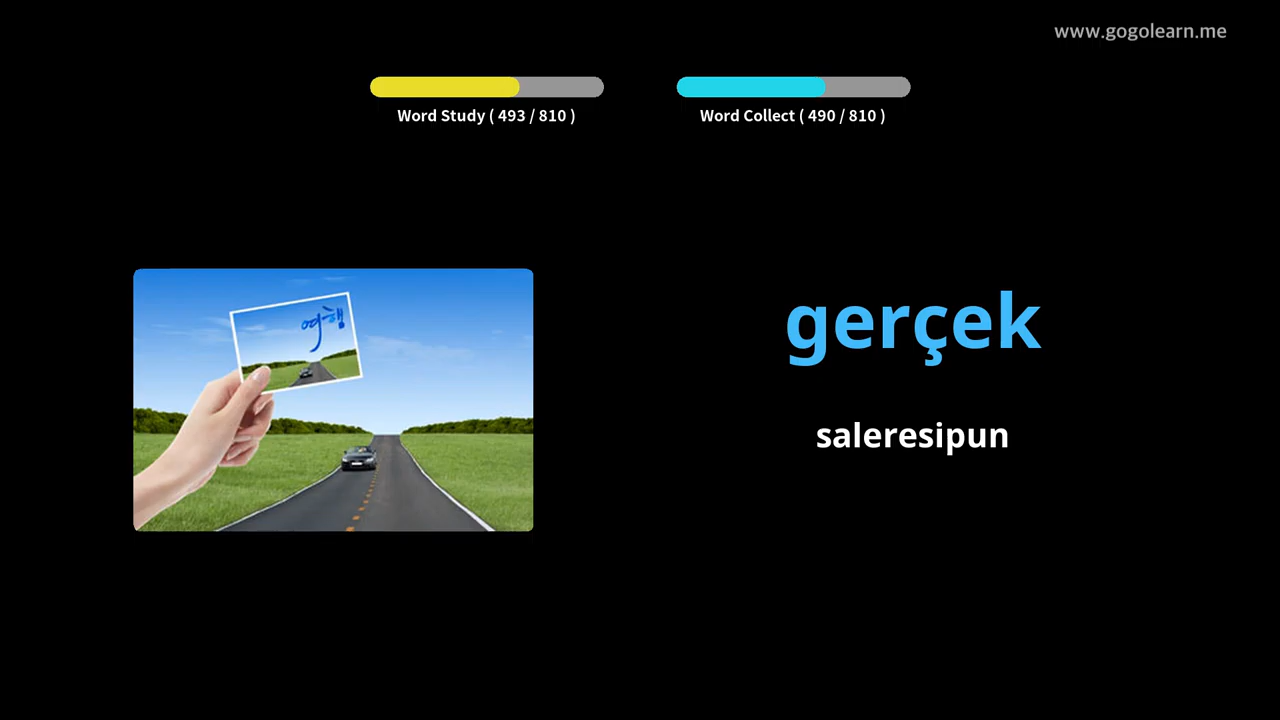 www.gogolearn.me
Word Study ( 493 / 810 )
Word Collect ( 490 / 810 )
여행
gerçek
saleresipun